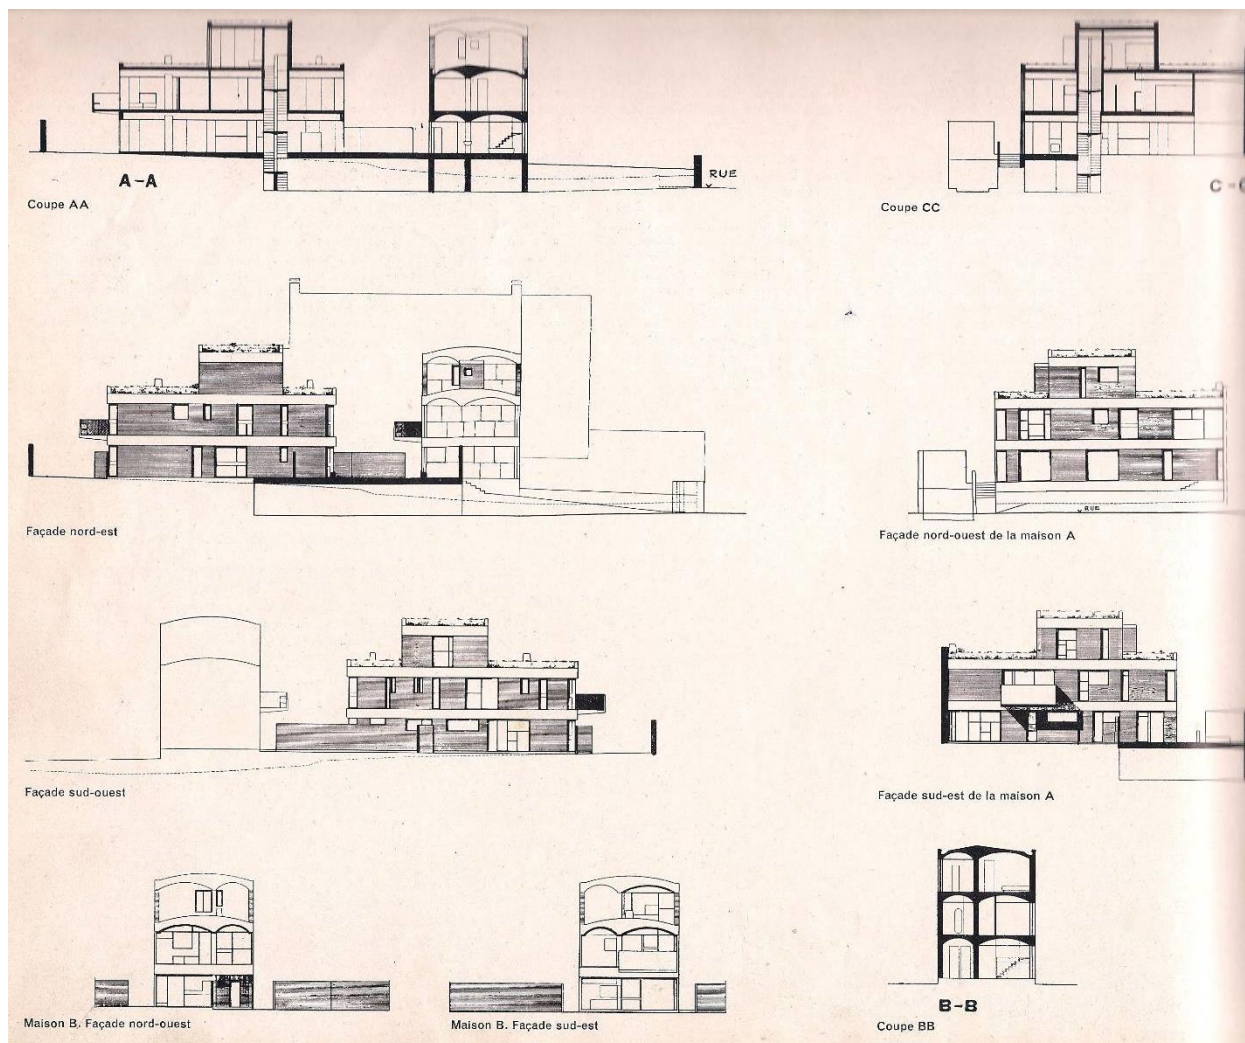 RUE
A-A
C-C
Coupe AA
Coupe CC
RUE
Façade nord-est
Façade nord-ouest de la maison A
Façade sud-ouest
Façade sud-est de la maison A
B-B
Maison B. Façade nord-ouest
Maison B. Façade sud-est
Coupe BB